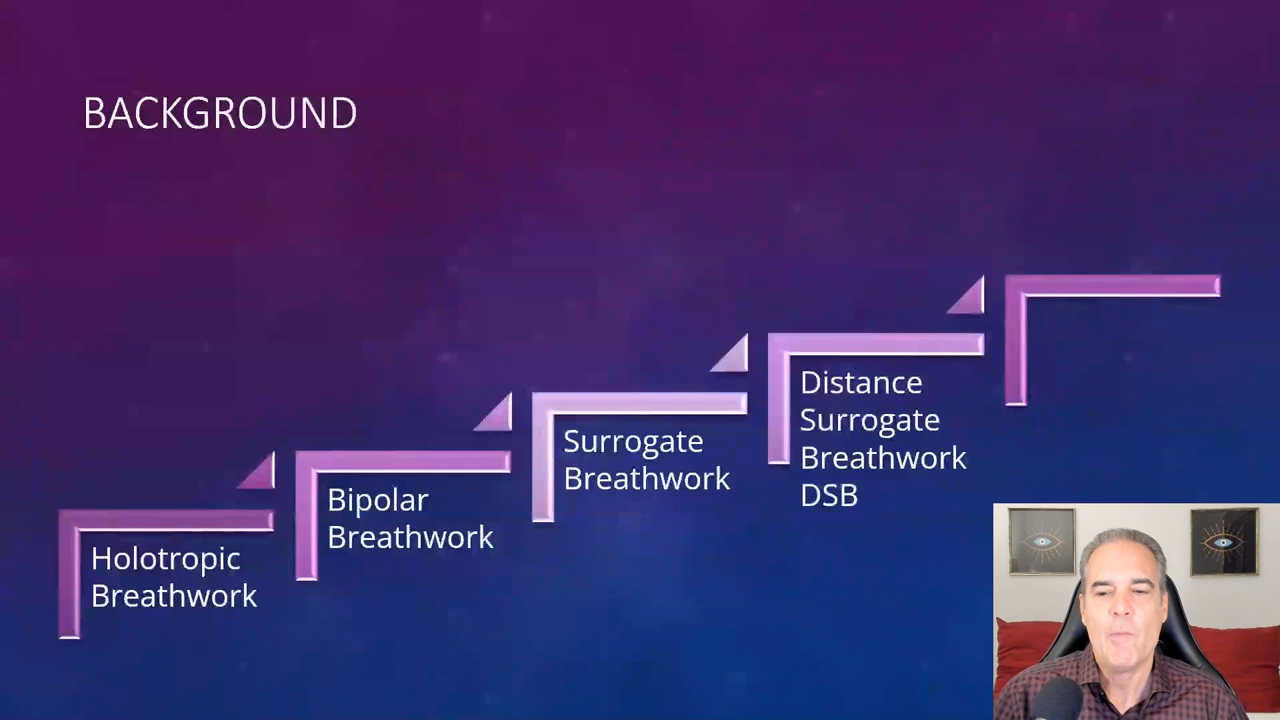 BACKGROUND
Holotropic
Breathwork
Bipolar
Breathwork
Surrogate
Breathwork
Distance
Surrogate
Breathwork
DSB